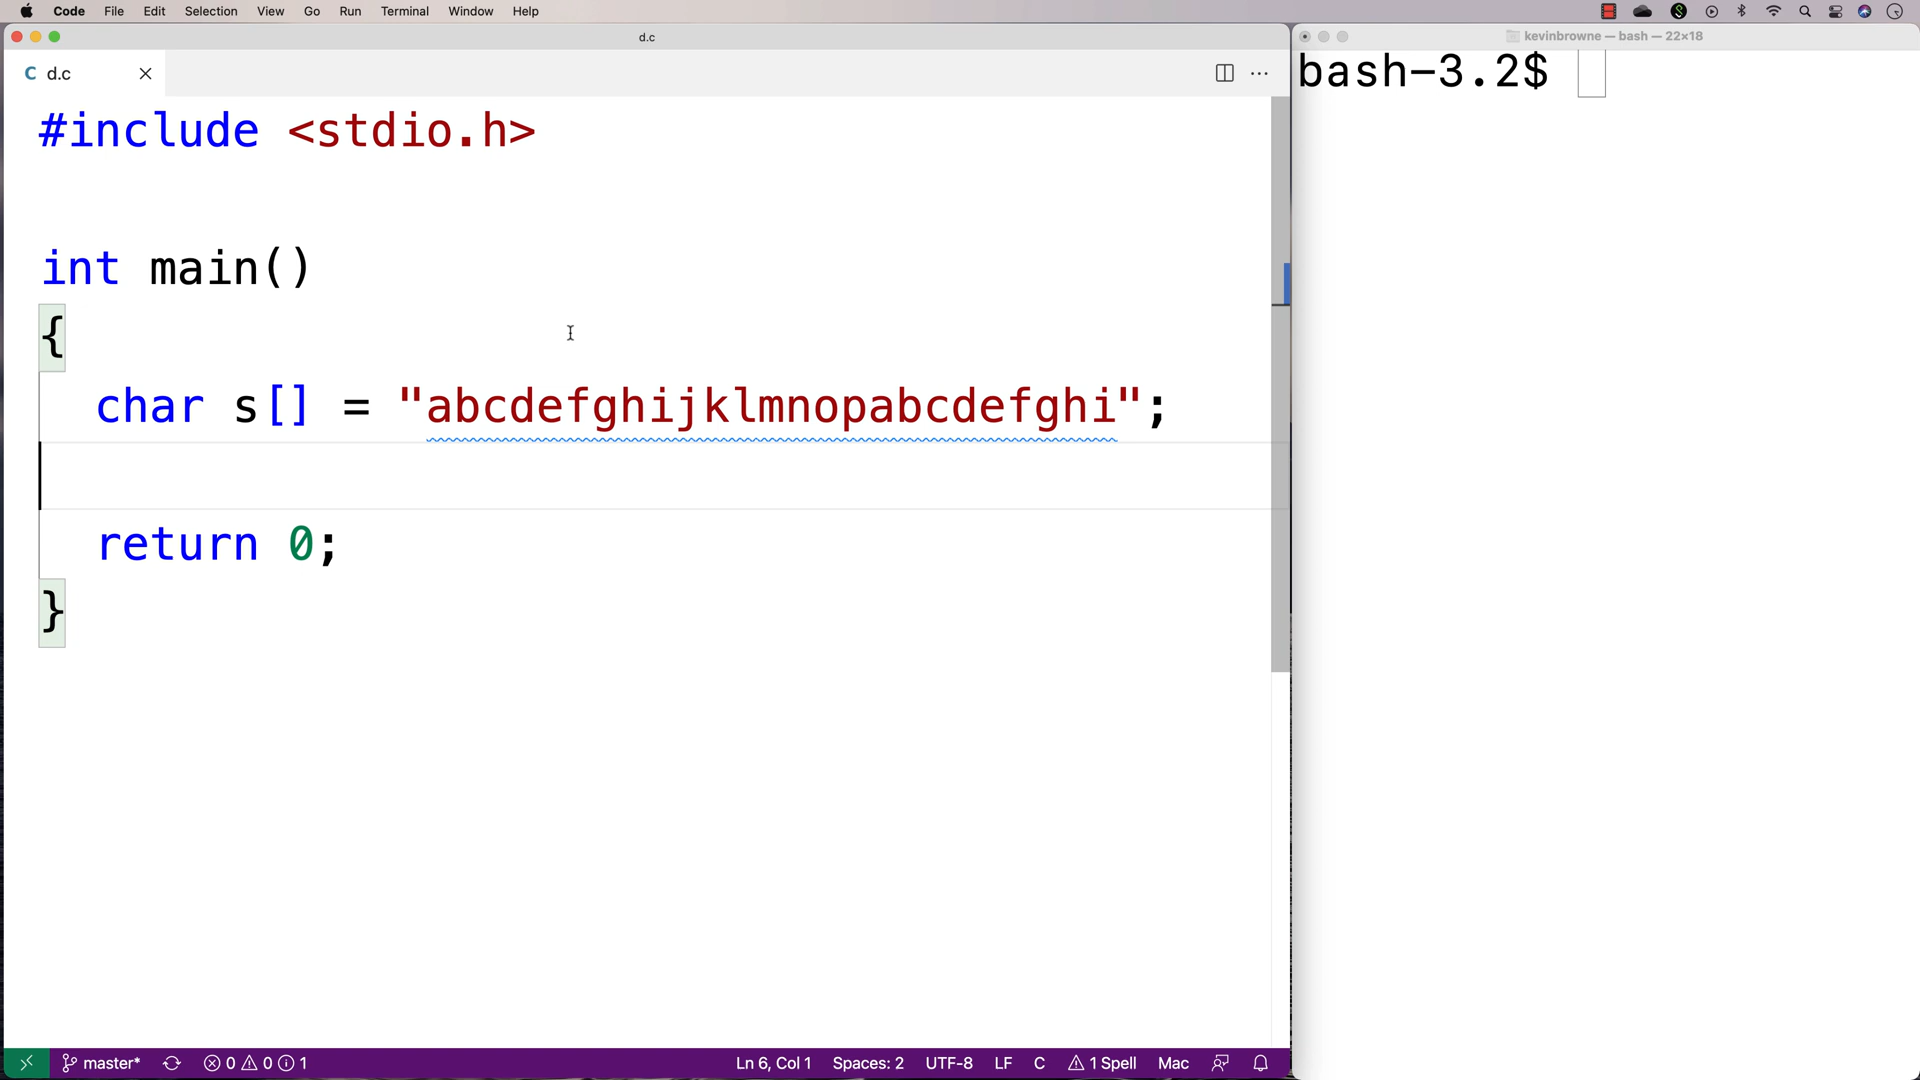 Code File Edit Selection View Go Run Terminal Window Help
d.c
kevinbrowne — bash — 22×18
C d.c
bash-3.2$
#include <stdio.h>
int main()
{
char s[] = "abcdefghijklmnopabcdefghi";
return 0;
}
master* 0 0 1 Ln 6, Col 1 Spaces: 2 UTF-8 LF C 1 Spell Mac